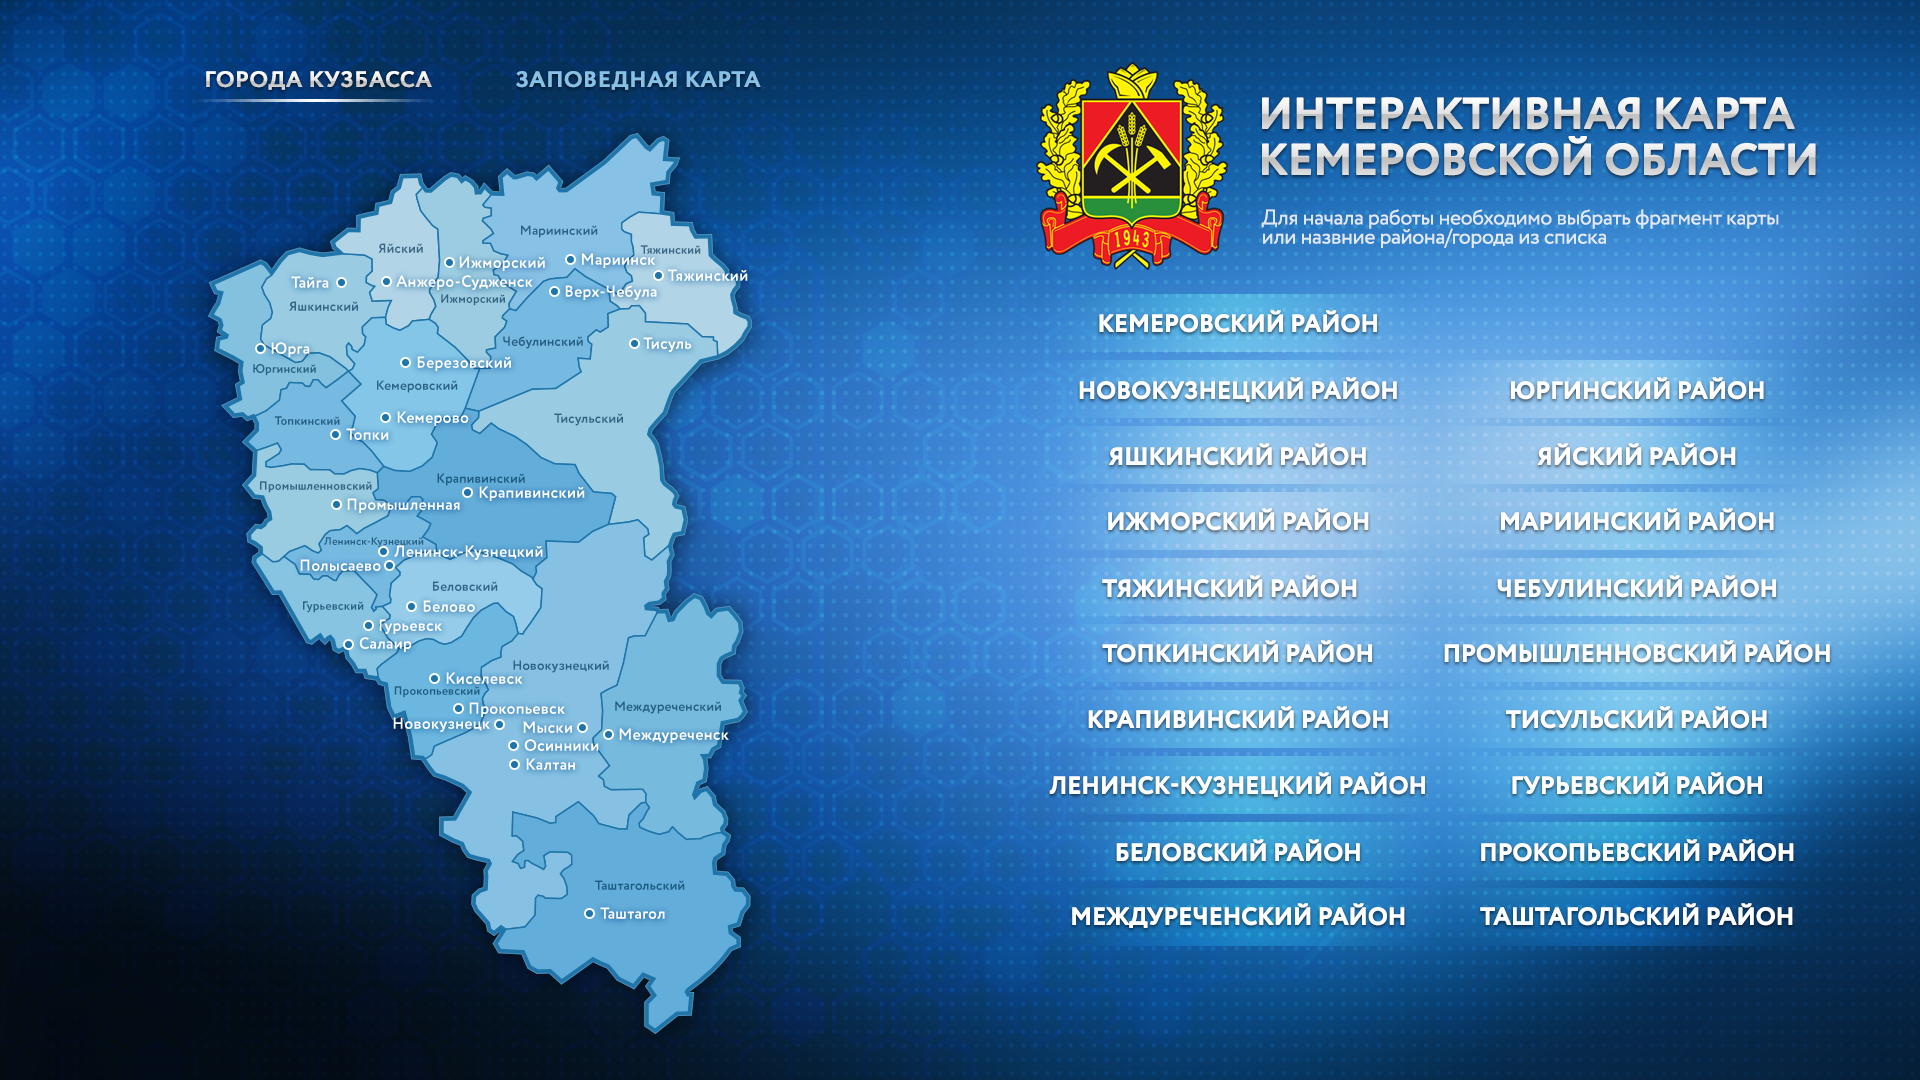 ГОРОДА КУЗБАССА
ЗАПОВЕДНАЯ КАРТА
ИНТЕРАКТИВНАЯ КАРТА
КЕМЕРОВСКОЙ ОБЛАСТИ
Для начала работы необходимо выбрать фрагмент карты
или назвние района/города из списка
1943
Мариинский
Яйский
Тяжинский
Мариинск
Ижморский
Тяжинский
Тайга
Анжеро-Судженск
Верх-Чебула
Ижморский
Яшкинский
Чебулинский
Тисуль
Юрга
Березовский
Юргинский
Кемеровский
Кемерово
Тисульский
Топкинский
Топки
Крапивинский
Промышленновский
Крапивинский
Промышленная
Ленинск-Кузнецкий
Ленинск-Кузнецкий
Полысаево
Беловский
Гурьевский
Белово
Гурьевск
Салаир
Новокузнецкий
Киселевск
Прокопьевский
Прокопьевск
Междуреченский
Новокузнецк
Мыски
Междуреченск
Осинники
Калтан
Таштагольский
Таштагол
КЕМЕРОВСКИЙ РАЙОН
НОВОКУЗНЕЦКИЙ РАЙОН
ЮРГИНСКИЙ РАЙОН
ЯШКИНСКИЙ РАЙОН
ЯЙСКИЙ РАЙОН
ИЖМОРСКИЙ РАЙОН
МАРИИНСКИЙ РАЙОН
ТЯЖИНСКИЙ РАЙОН
ЧЕБУЛИНСКИЙ РАЙОН
ТОПКИНСКИЙ РАЙОН
ПРОМЫШЛЕННОВСКИЙ РАЙОН
КРАПИВИНСКИЙ РАЙОН
ТИСУЛЬСКИЙ РАЙОН
ЛЕНИНСК-КУЗНЕЦКИЙ РАЙОН
ГУРЬЕВСКИЙ РАЙОН
БЕЛОВСКИЙ РАЙОН
ПРОКОПЬЕВСКИЙ РАЙОН
МЕЖДУРЕЧЕНСКИЙ РАЙОН
ТАШТАГОЛЬСКИЙ РАЙОН